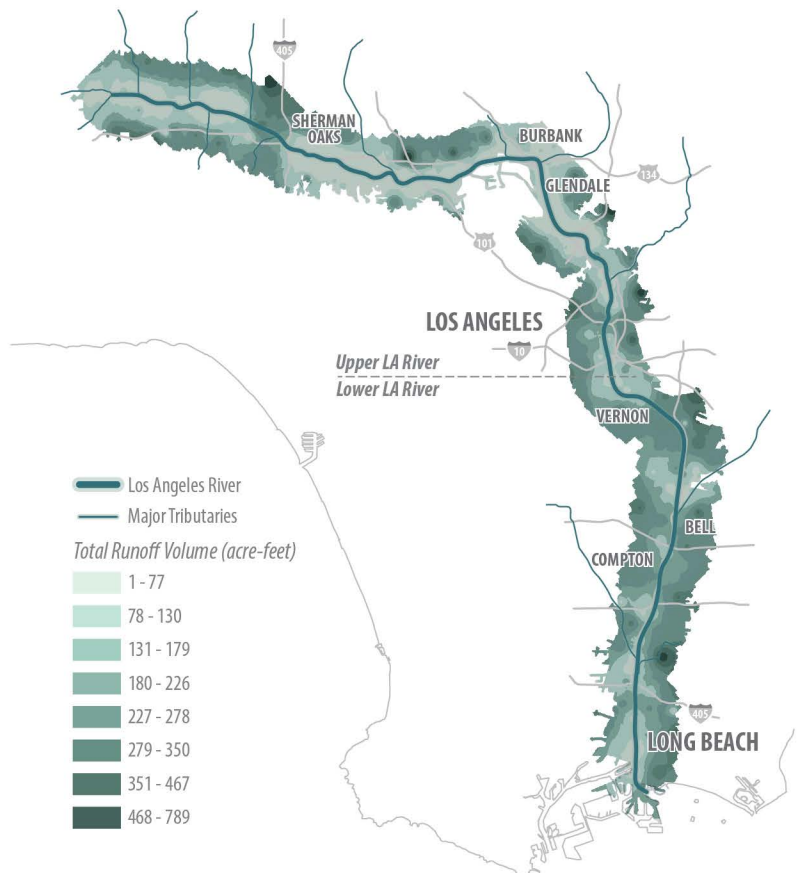 405
SHERMAN
OAKS
BURBANK
134
GLENDALE
101
LOS ANGELES
10
Upper LA River
Lower LA River
VERNON
Los Angeles River
Major Tributaries
BELL
Total Runoff Volume (acre-feet)
COMPTON
1 - 77
78 - 130
131 - 179
180 - 226
227 - 278
405
279 - 350
LONG BEACH
351 - 467
468 - 789